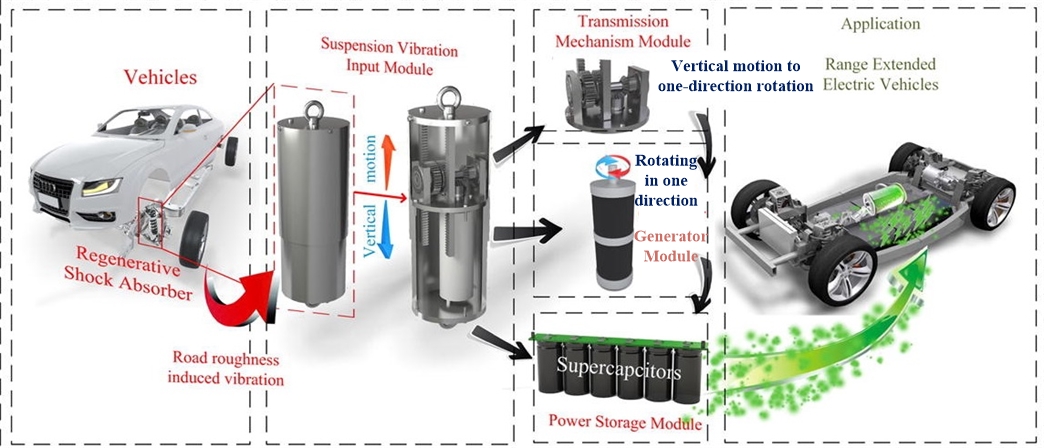 Vehicles
Regenerative
Shock Absorber
Road roughness
induced vibration
Suspension Vibration
Input Module
motion
Vertical
Transmission
Mechanism Module
Vertical motion to
one-direction rotation
Rotating
in one
direction
Generator
Module
Supercapcitors
Power Storage Module
Application
Range Extended
Electric Vehicles